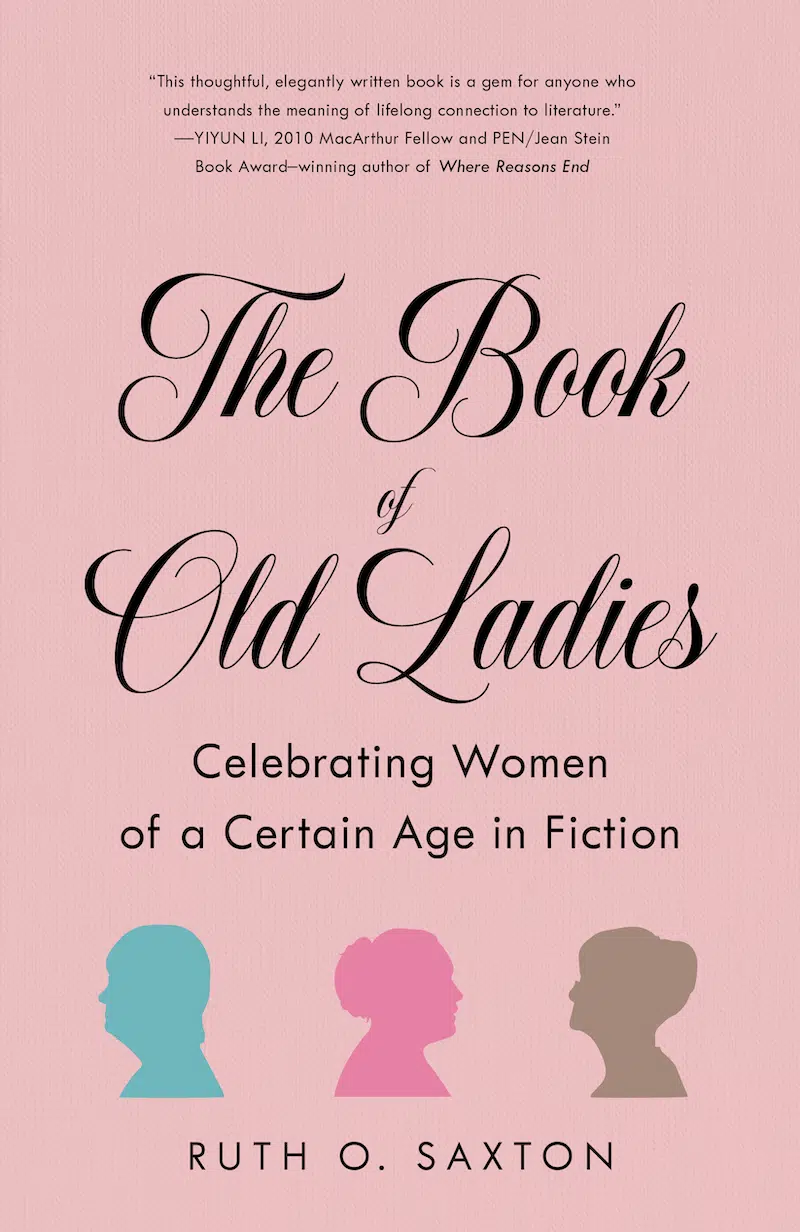 “This thoughtful, elegantly written book is a gem for anyone who
understands the meaning of lifelong connection to literature.”
—YIYUN LI, 2010 MacArthur Fellow and PEN/Jean Stein
Book Award–winning author of Where Reasons End
The Book
of
Old Ladies
Celebrating Women
of a Certain Age in Fiction
RUTH O. SAXTON